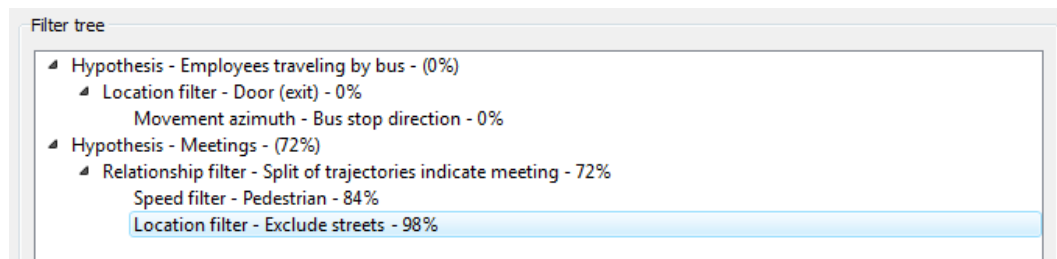 Filter tree
Hypothesis - Employees traveling by bus - (0%)
Location filter - Door (exit) - 0%
Movement azimuth - Bus stop direction - 0%
Hypothesis - Meetings - (72%)
Relationship filter - Split of trajectories indicate meeting - 72%
Speed filter - Pedestrian - 84%
Location filter - Exclude streets - 98%